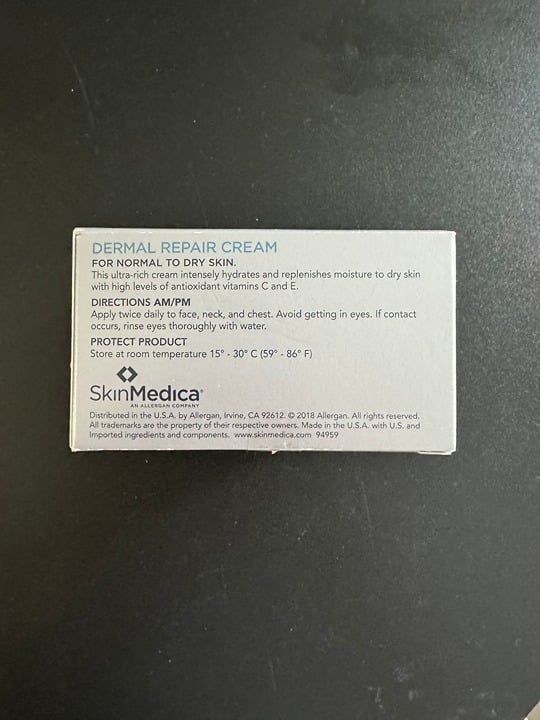 DERMAL REPAIR CREAM
FOR NORMAL TO DRY SKIN.
This ultra-rich cream intensely hydrates and replenishes moisture to dry skin
with high levels of antioxidant vitamins C and E.
DIRECTIONS AM/PM
Apply twice daily to face, neck, and chest. Avoid getting in eyes. If contact
occurs, rinse eyes thoroughly with water.
PROTECT PRODUCT
Store at room temperature 15° - 30° C (59° - 86° F)
SkinMedica®
AN ALLERGAN COMPANY
Distributed in the U.S.A. by Allergan, Irvine, CA 92612. © 2018 Allergan. All rights reserved.
All trademarks are the property of their respective owners. Made in the U.S.A. with U.S. and
Imported ingredients and components. www.skinmedica.com 94959